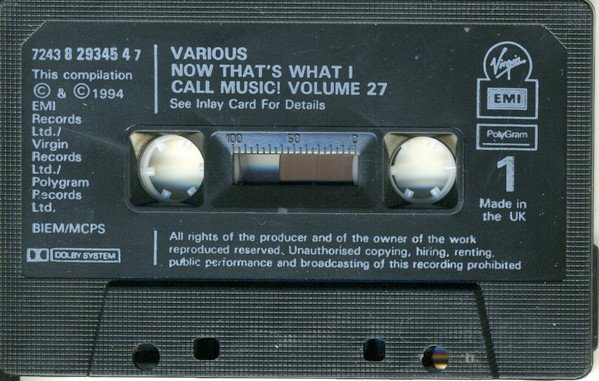 7243 8 29345 4 7
This compilation
Ⓟ & © 1994
EMI
Records
Ltd./
Virgin
Records
Ltd./
Polygram
Records
Ltd.
BIEM/MCPS
DOLBY SYSTEM
VARIOUS
NOW THAT'S WHAT I
CALL MUSIC! VOLUME 27
See Inlay Card For Details
100 50 0
All rights of the producer and of the owner of the work
reproduced reserved. Unauthorised copying, hiring, renting,
public performance and broadcasting of this recording prohibited
Virgin
EMI
PolyGram
1
Made in
the UK